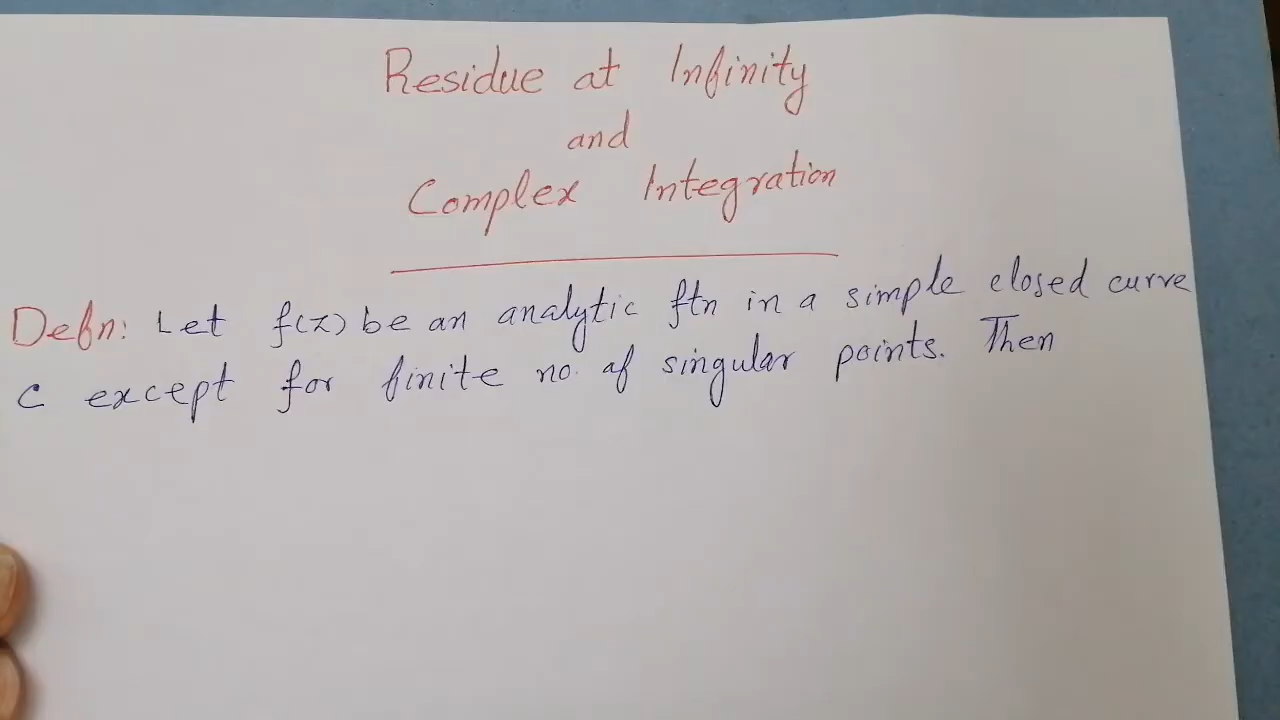 Residue at Infinity
and
Complex Integration
Defn: Let f(z) be an analytic ftn in a simple closed curve
C except for finite no. of singular points. Then